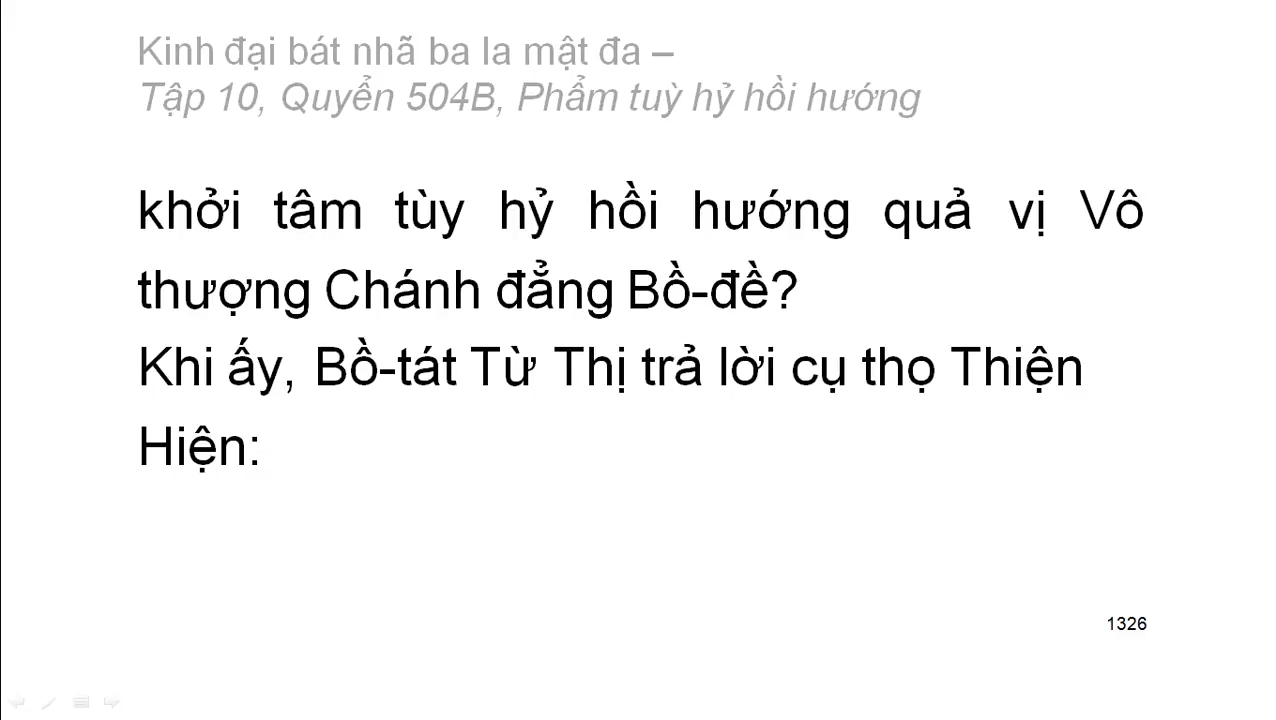 Kinh đại bát nhã ba la mật đa –
Tập 10, Quyển 504B, Phẩm tuỳ hỷ hồi hướng
khởi tâm tùy hỷ hồi hướng quả vị Vô
thượng Chánh đẳng Bồ-đề?
Khi ấy, Bồ-tát Từ Thị trả lời cụ thọ Thiện
Hiện:
1326